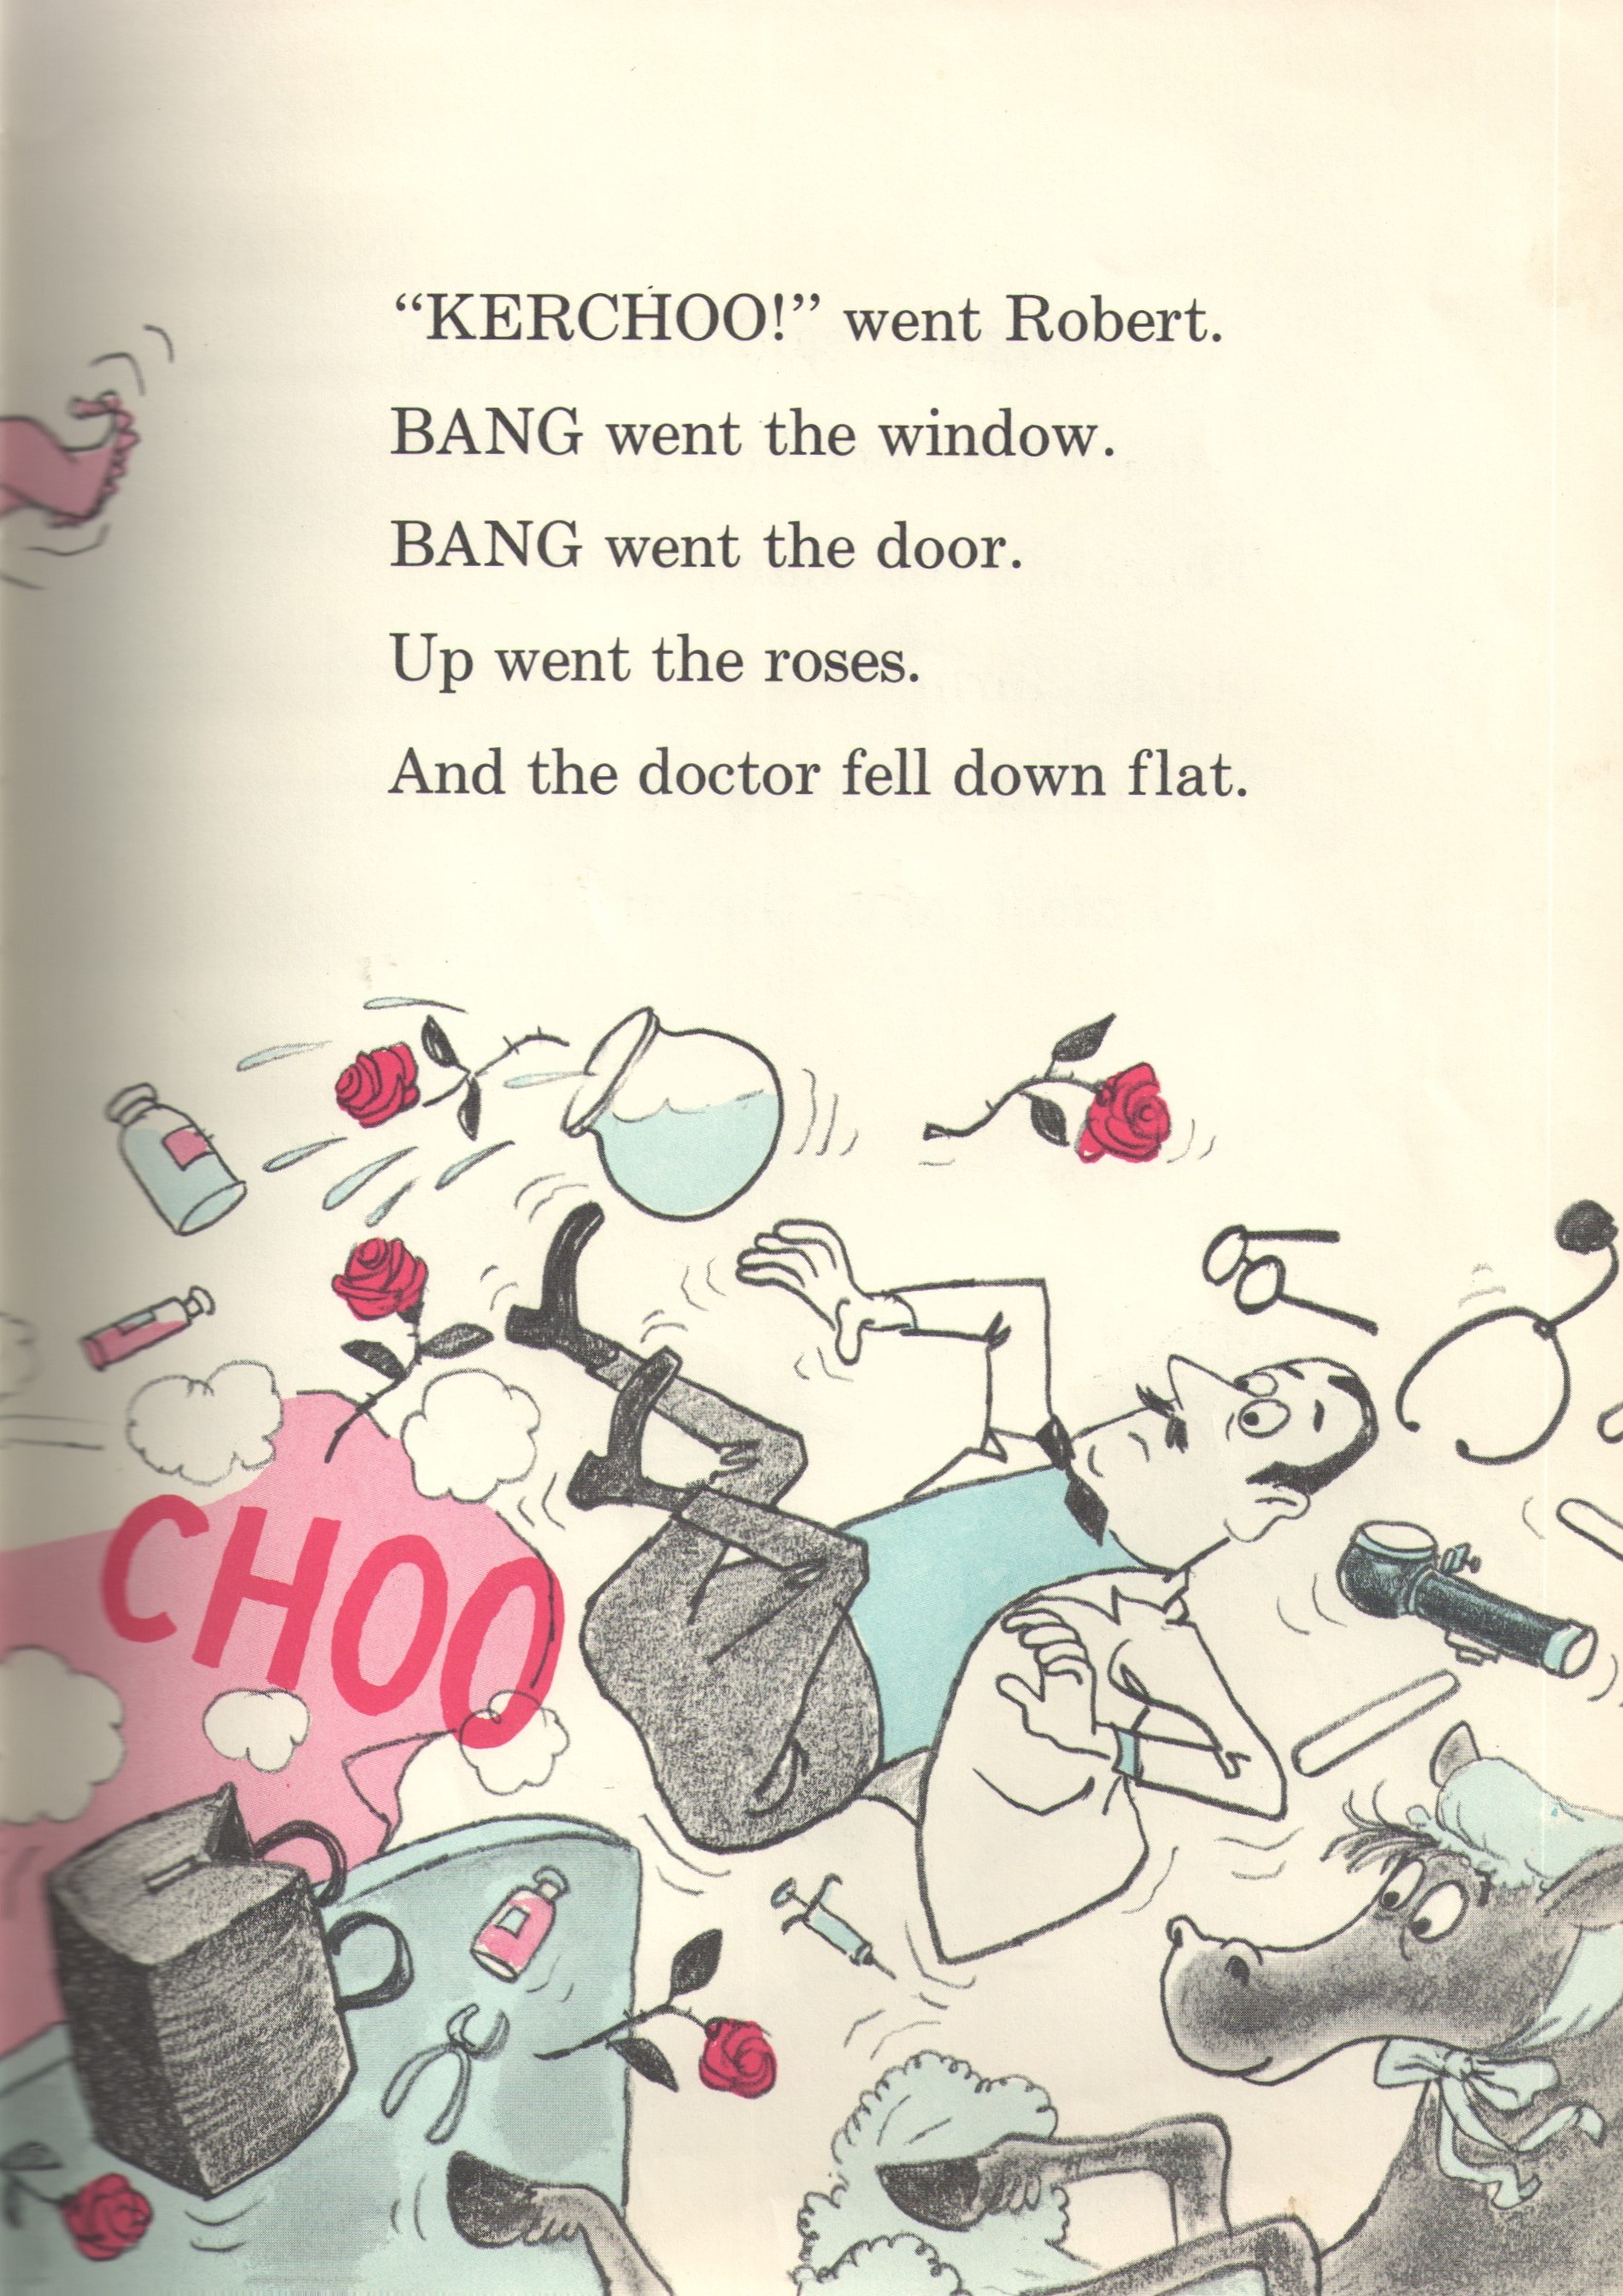 “KERCHOO!” went Robert.
BANG went the window.
BANG went the door.
Up went the roses.
And the doctor fell down flat.
CHOO